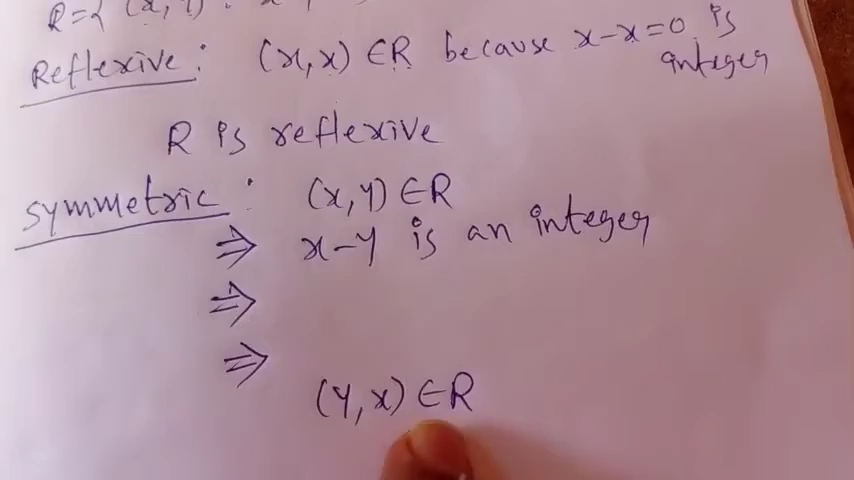 R={ (x,y) : x-
Reflexive: (x,x) ∈R because x-x=0 is
integer
R is reflexive
symmetric: (x,y) ∈R
⇒ x-y is an integer
⇒
⇒
(y,x) ∈R